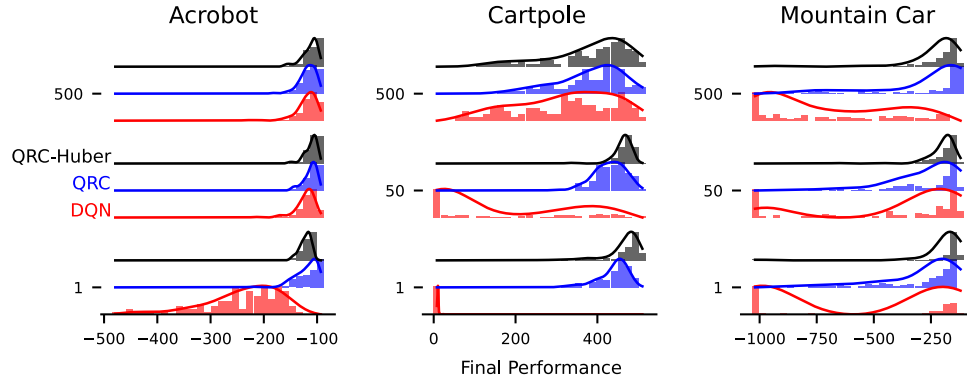 Acrobot Cartpole Mountain Car
500 500 500
QRC-Huber
QRC 50 50
DQN
1 1 1
−500 −400 −300 −200 −100 0 200 400 −1000 −750 −500 −250
Final Performance